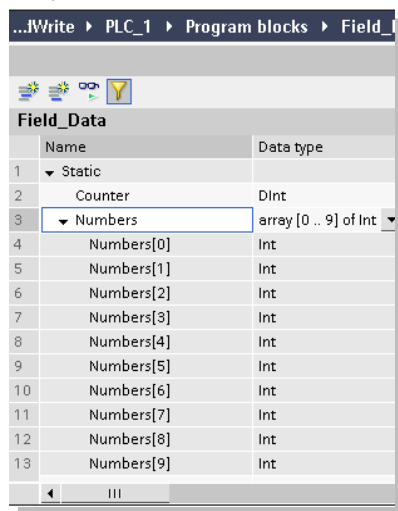 ...JWrite ▸ PLC_1 ▸ Program blocks ▸ Field_
Field_Data
Name Data type
1 Static
2 Counter DInt
3 Numbers array [0 .. 9] of Int
4 Numbers[0] Int
5 Numbers[1] Int
6 Numbers[2] Int
7 Numbers[3] Int
8 Numbers[4] Int
9 Numbers[5] Int
10 Numbers[6] Int
11 Numbers[7] Int
12 Numbers[8] Int
13 Numbers[9] Int